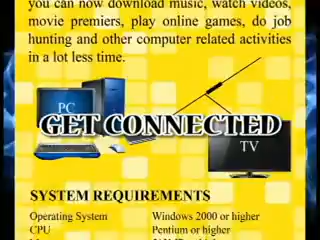 you can now download music, watch videos,
movie premiers, play online games, do job
hunting and other computer related activities
in a lot less time.
PC
GET CONNECTED
TV
SYSTEM REQUIREMENTS
Operating System Windows 2000 or higher
CPU Pentium or higher